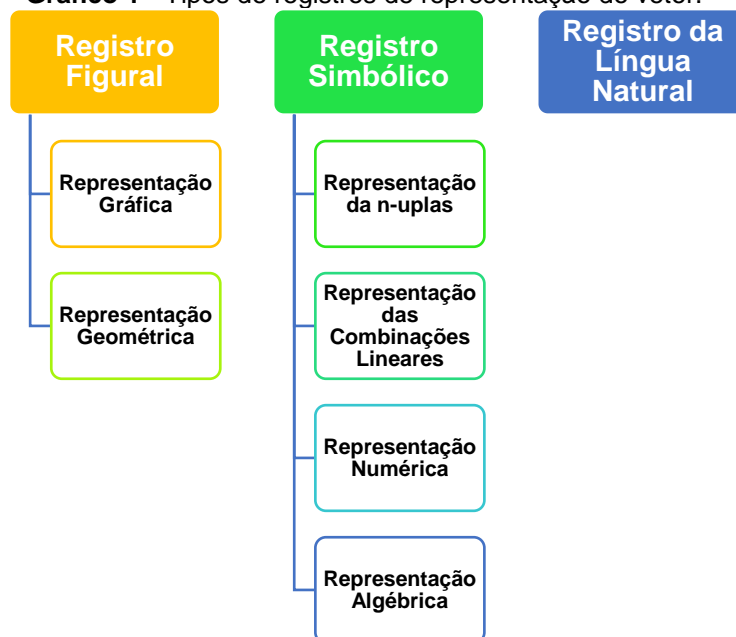 Gráfico 1 - Tipos de registros de representação de vetor.
Registro
Figural
Representação
Gráfica
Representação
Geométrica
Registro
Simbólico
Representação
da n-uplas
Representação
das
Combinações
Lineares
Representação
Numérica
Representação
Algébrica
Registro da
Língua
Natural